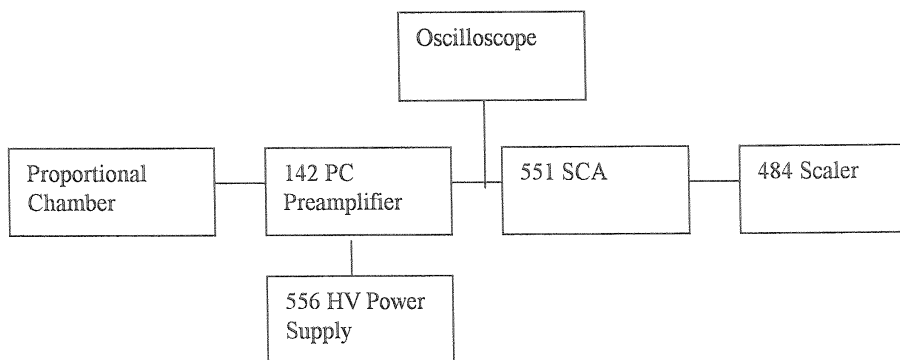 Oscilloscope
Proportional
Chamber
142 PC
Preamplifier
551 SCA
484 Scaler
556 HV Power
Supply